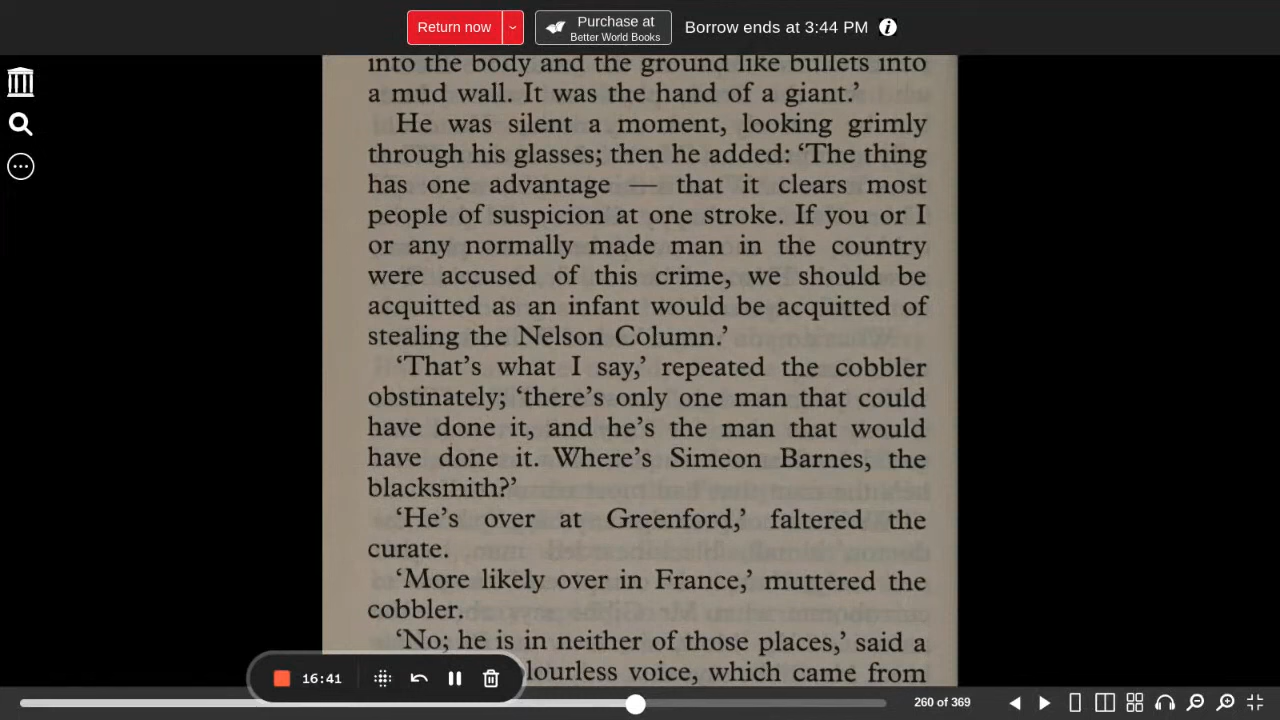 Return now
Purchase at
Better World Books
Borrow ends at 3:44 PM
into the body and the ground like bullets into
a mud wall. It was the hand of a giant.’
He was silent a moment, looking grimly
through his glasses; then he added: ‘The thing
has one advantage — that it clears most
people of suspicion at one stroke. If you or I
or any normally made man in the country
were accused of this crime, we should be
acquitted as an infant would be acquitted of
stealing the Nelson Column.’
‘That’s what I say,’ repeated the cobbler
obstinately; ‘there’s only one man that could
have done it, and he’s the man that would
have done it. Where’s Simeon Barnes, the
blacksmith?’
‘He’s over at Greenford,’ faltered the
curate.
‘More likely over in France,’ muttered the
cobbler.
‘No; he is in neither of those places,’ said a
voice, which came from
16:41
260 of 369